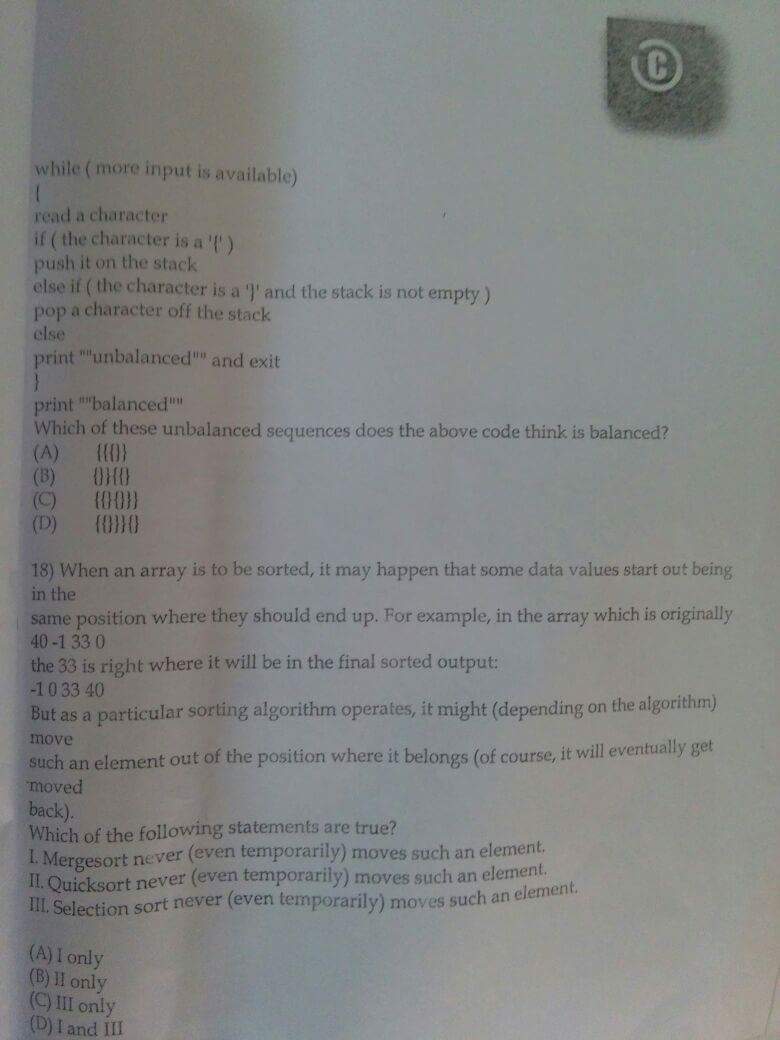 C
while ( more input is available)
{
read a character
if ( the character is a '{' )
push it on the stack
else if ( the character is a '}' and the stack is not empty )
pop a character off the stack
else
print ""unbalanced"" and exit
}
print ""balanced""
Which of these unbalanced sequences does the above code think is balanced?
(A) {{{}}
(B) {}}{{}
(C) {{}{}}}
(D) {{}}}{}
18) When an array is to be sorted, it may happen that some data values start out being
in the
same position where they should end up. For example, in the array which is originally
40 -1 33 0
the 33 is right where it will be in the final sorted output:
-1 0 33 40
But as a particular sorting algorithm operates, it might (depending on the algorithm)
move
such an element out of the position where it belongs (of course, it will eventually get
moved
back).
Which of the following statements are true?
I. Mergesort never (even temporarily) moves such an element.
II. Quicksort never (even temporarily) moves such an element.
III. Selection sort never (even temporarily) moves such an element.
(A) I only
(B) II only
(C) III only
(D) I and III